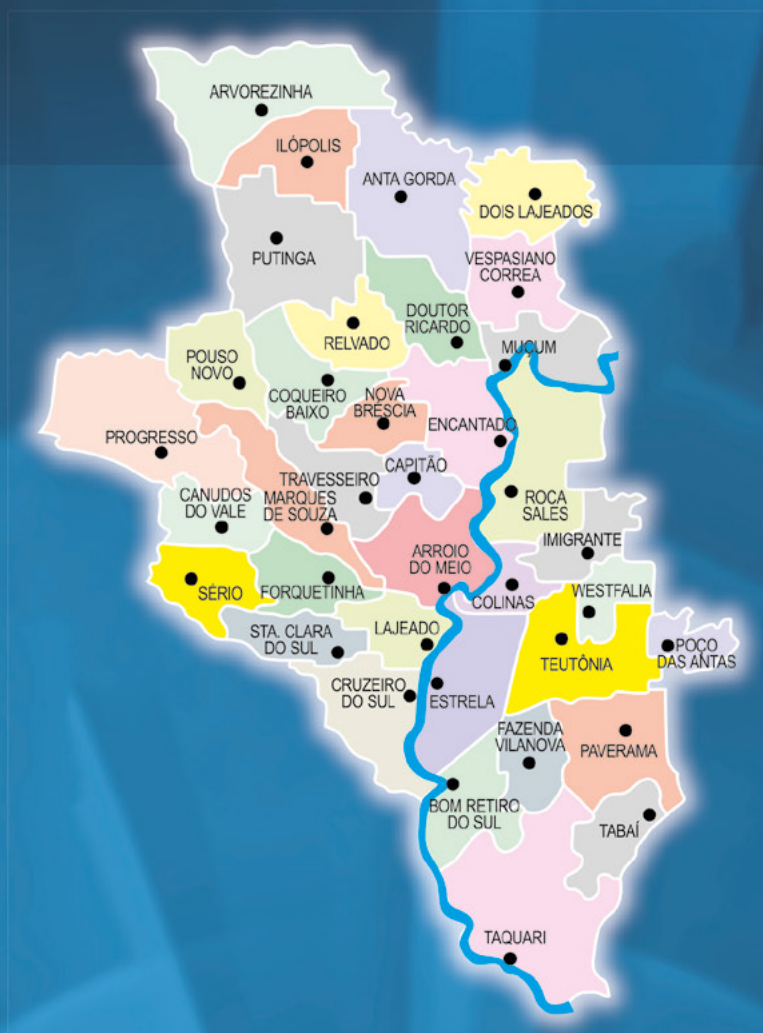 ARVOREZINHA
ILÓPOLIS
ANTA GORDA
DOIS LAJEADOS
PUTINGA
VESPASIANO
CORREA
DOUTOR
RICARDO
RELVADO
MUÇUM
POUSO
NOVO
COQUEIRO
BAIXO
NOVA
BRÉSCIA
ENCANTADO
PROGRESSO
CAPITÃO
TRAVESSEIRO
MARQUES
DE SOUZA
CANUDOS
DO VALE
ROCA
SALES
IMIGRANTE
ARROIO
DO MEIO
SÉRIO
FORQUETINHA
COLINAS
WESTFALIA
STA. CLARA
DO SUL
LAJEADO
TEUTÔNIA
POÇO
DAS ANTAS
CRUZEIRO
DO SUL
ESTRELA
FAZENDA
VILANOVA
PAVERAMA
BOM RETIRO
DO SUL
TABAÍ
TAQUARI